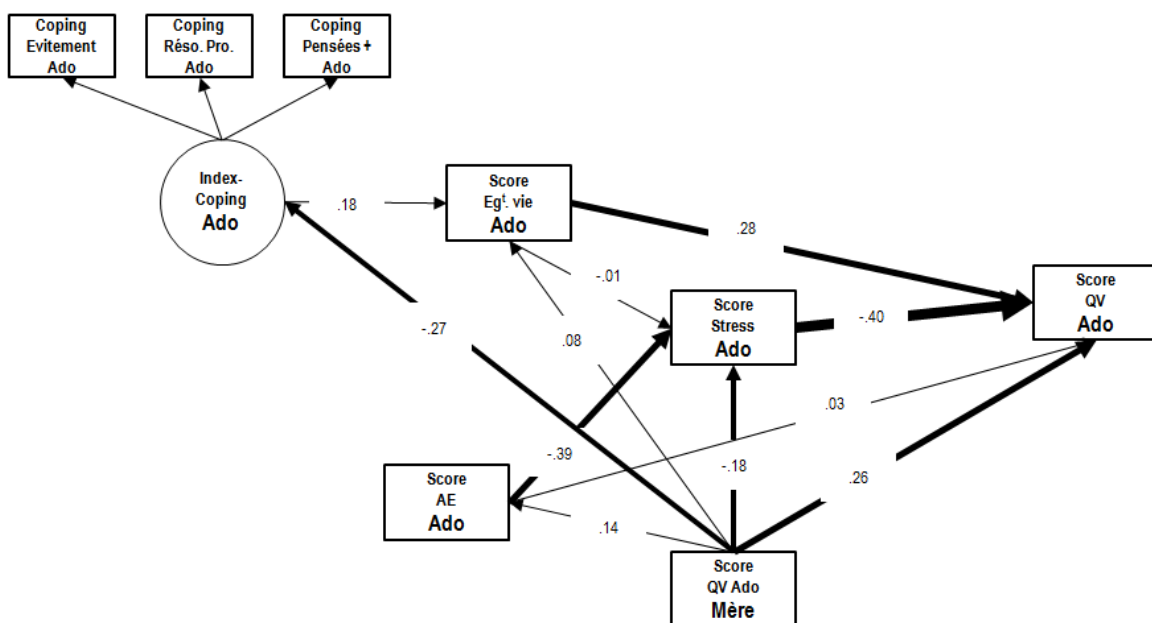 Coping
Evitement
Ado
Coping
Réso. Pro.
Ado
Coping
Pensées +
Ado
Index-
Coping
Ado
.18
Score
Egt. vie
Ado
.28
-.01
Score
Stress
Ado
-.40
Score
QV
Ado
-.27
.08
.03
-.39
-.18
.26
Score
AE
Ado
.14
Score
QV Ado
Mère